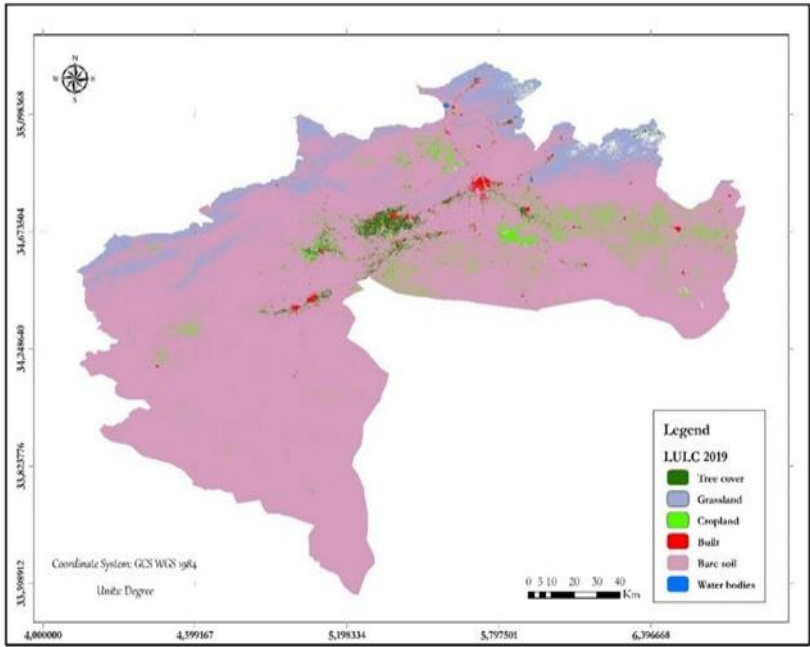 N
W E
S
35,098368
34,673504
34,248640
33,823776
33,398912
Legend
LULC 2019
Tree cover
Grassland
Cropland
Built
Bare soil
Water bodies
Coordinate System: GCS WGS 1984
Units: Degree
0 5 10 20 30 40
Km
4,000000 4,599167 5,198334 5,797501 6,396668